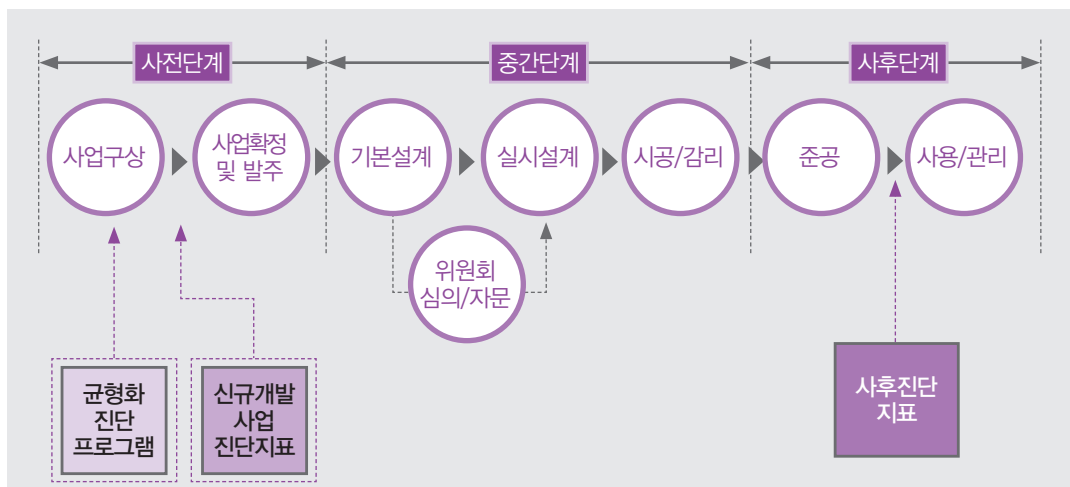 사전단계
중간단계
사후단계
사업구상
사업확정
및 발주
기본설계
실시설계
시공/감리
준공
사용/관리
위원회
심의/자문
균형화
진단
프로그램
신규개발
사업
진단지표
사후진단
지표